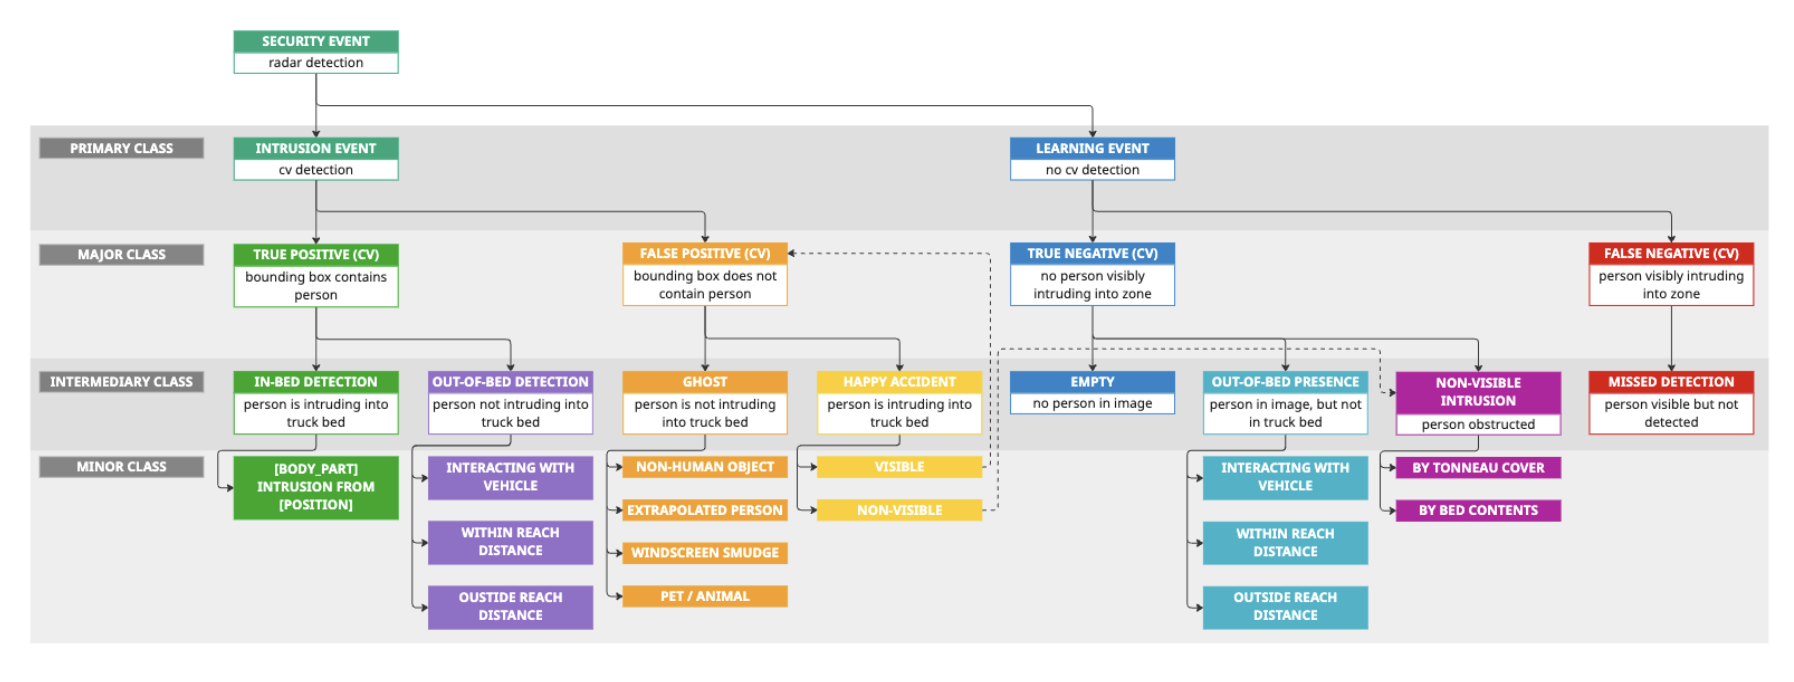 SECURITY EVENT
radar detection
PRIMARY CLASS
INTRUSION EVENT
cv detection
LEARNING EVENT
no cv detection
MAJOR CLASS
TRUE POSITIVE (CV)
bounding box contains
person
FALSE POSITIVE (CV)
bounding box does not
contain person
TRUE NEGATIVE (CV)
no person visibly
intruding into zone
FALSE NEGATIVE (CV)
person visibly intruding
into zone
INTERMEDIARY CLASS
IN-BED DETECTION
person is intruding into
truck bed
OUT-OF-BED DETECTION
person not intruding into
truck bed
GHOST
person is not intruding
into truck bed
HAPPY ACCIDENT
person is intruding into
truck bed
EMPTY
no person in image
OUT-OF-BED PRESENCE
person in image, but not
in truck bed
NON-VISIBLE
INTRUSION
person obstructed
MISSED DETECTION
person visible but not
detected
MINOR CLASS
[BODY_PART]
INTRUSION FROM
[POSITION]
INTERACTING WITH
VEHICLE
WITHIN REACH
DISTANCE
OUSTIDE REACH
DISTANCE
NON-HUMAN OBJECT
EXTRAPOLATED PERSON
WINDSCREEN SMUDGE
PET / ANIMAL
VISIBLE
NON-VISIBLE
INTERACTING WITH
VEHICLE
WITHIN REACH
DISTANCE
OUTSIDE REACH
DISTANCE
BY TONNEAU COVER
BY BED CONTENTS